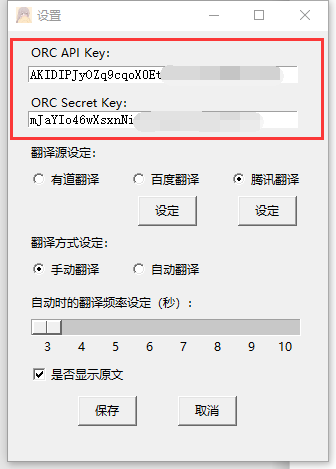 设置
ORC API Key:
AKIDIPJyOZq9cqoX0Et
ORC Secret Key:
mJaYIo46wXsxnNi
翻译源设定:
有道翻译 百度翻译 腾讯翻译
设定 设定
翻译方式设定:
手动翻译 自动翻译
自动时的翻译频率设定（秒）:
3 4 5 6 7 8 9 10
是否显示原文
保存 取消